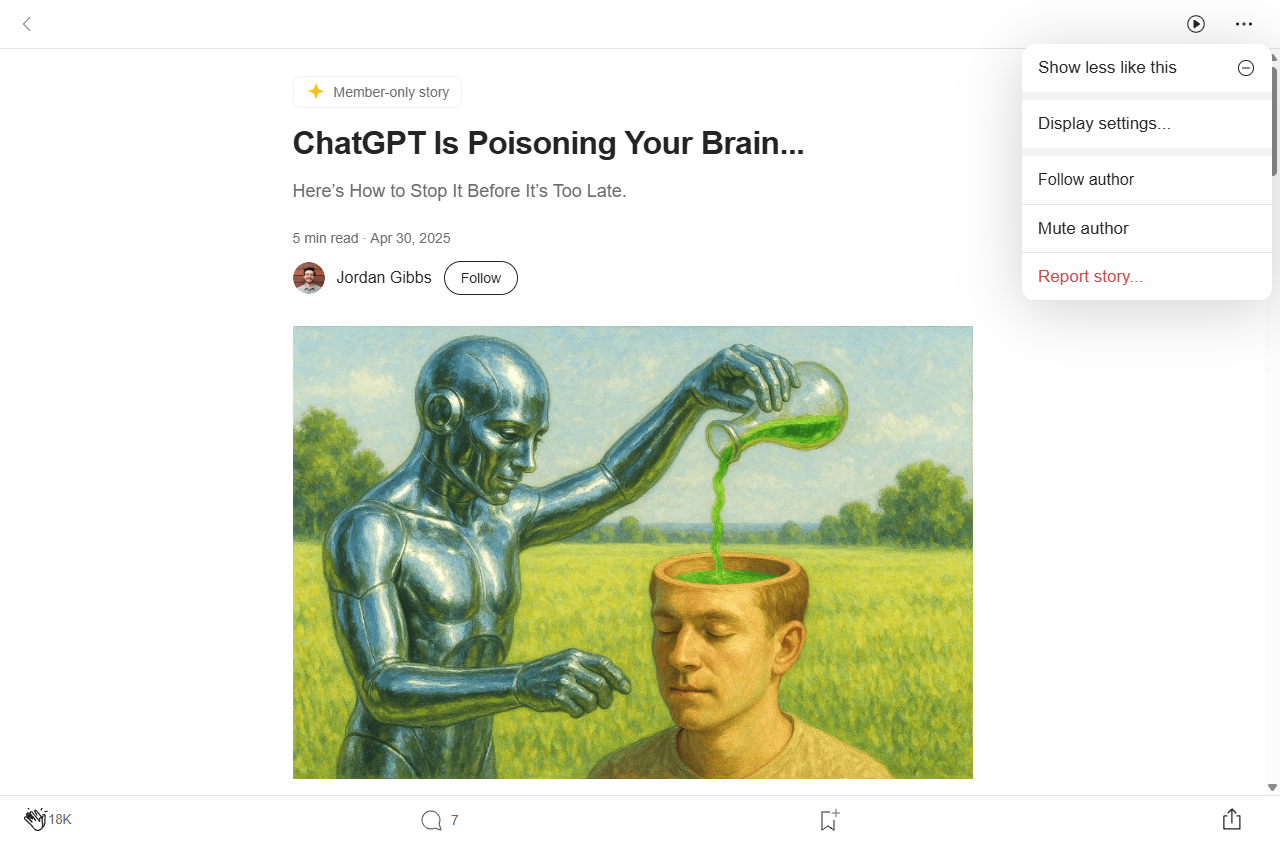 Show less like this
Display settings...
Follow author
Mute author
Report story...
Member-only story
ChatGPT Is Poisoning Your Brain...
Here’s How to Stop It Before It’s Too Late.
5 min read · Apr 30, 2025
Jordan Gibbs
Follow
18K
7